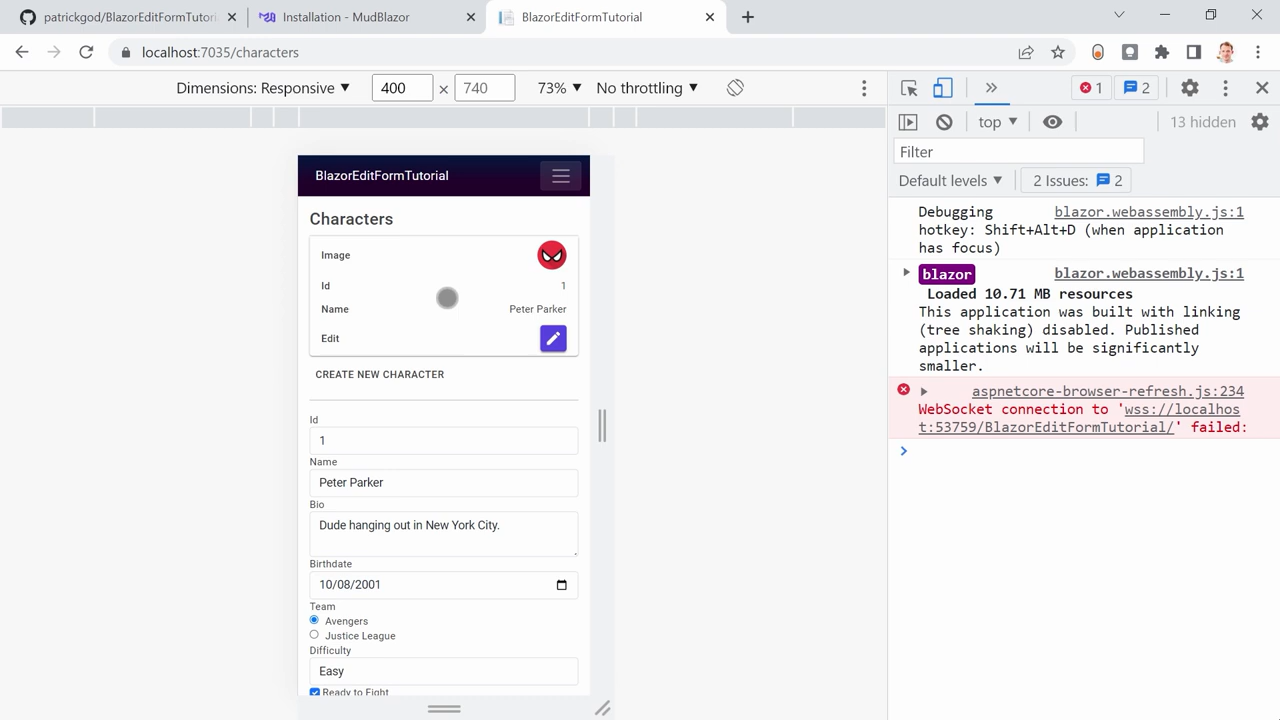 patrickgod/BlazorEditFormTutori
Installation - MudBlazor
BlazorEditFormTutorial
localhost:7035/characters
Dimensions: Responsive ▼
400 × 740
73% ▼
No throttling ▼
1
2
top ▼
13 hidden
Filter
Default levels ▼
2 Issues: 2
BlazorEditFormTutorial
Characters
Image
Id 1
Name Peter Parker
Edit
CREATE NEW CHARACTER
Id
1
Name
Peter Parker
Bio
Dude hanging out in New York City.
Birthdate
10/08/2001
Team
Avengers
Justice League
Difficulty
Easy
Ready to Fight
Debugging blazor.webassembly.js:1
hotkey: Shift+Alt+D (when application
has focus)
blazor blazor.webassembly.js:1
Loaded 10.71 MB resources
This application was built with linking
(tree shaking) disabled. Published
applications will be significantly
smaller.
aspnetcore-browser-refresh.js:234
WebSocket connection to 'wss://localhos
t:53759/BlazorEditFormTutorial/' failed: